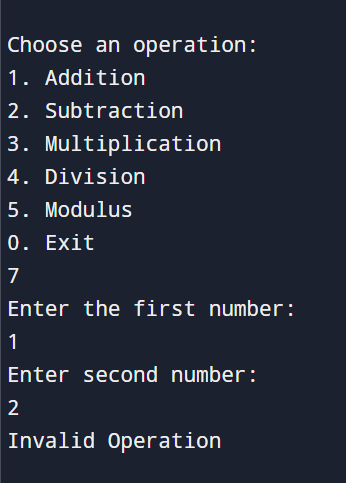 Choose an operation:
1. Addition
2. Subtraction
3. Multiplication
4. Division
5. Modulus
0. Exit
7
Enter the first number:
1
Enter second number:
2
Invalid Operation